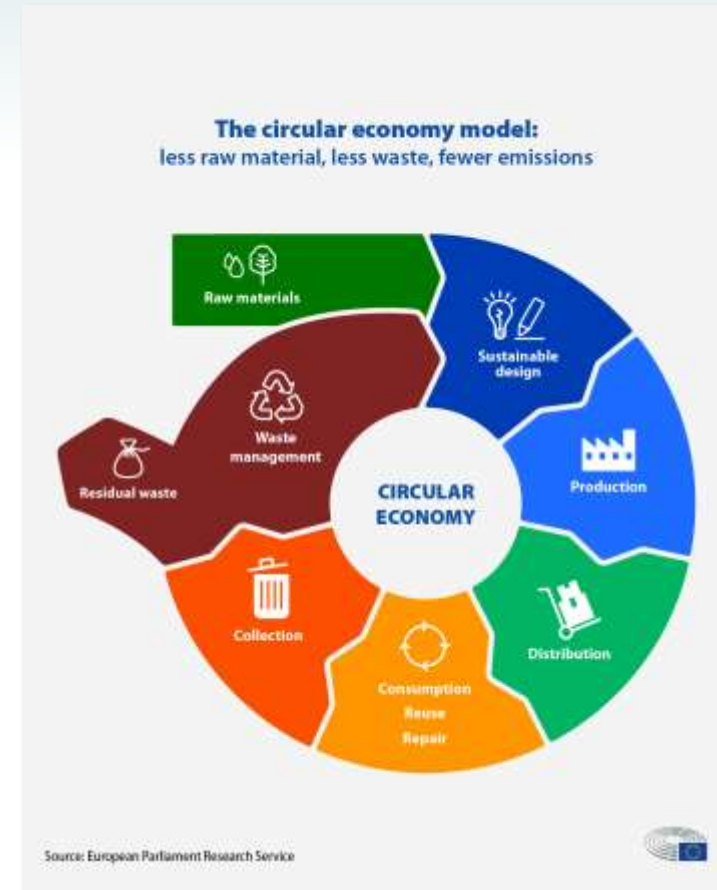 The circular economy model:
less raw material, less waste, fewer emissions
Raw materials
Sustainable
design
Production
Distribution
Consumption
Reuse
Repair
Collection
Waste
management
Residual waste
CIRCULAR
ECONOMY
Source: European Parliament Research Service